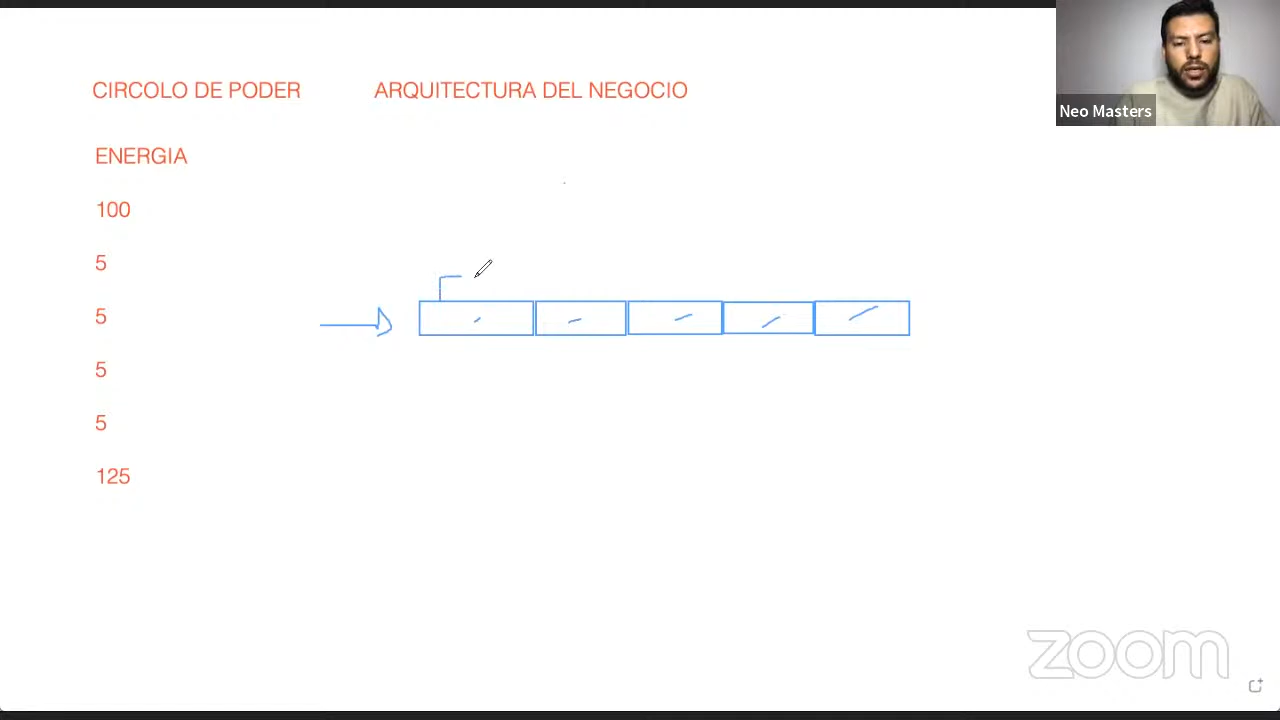 CIRCOLO DE PODER
ARQUITECTURA DEL NEGOCIO
Neo Masters
ENERGIA
100
5
5
5
5
125
zoom